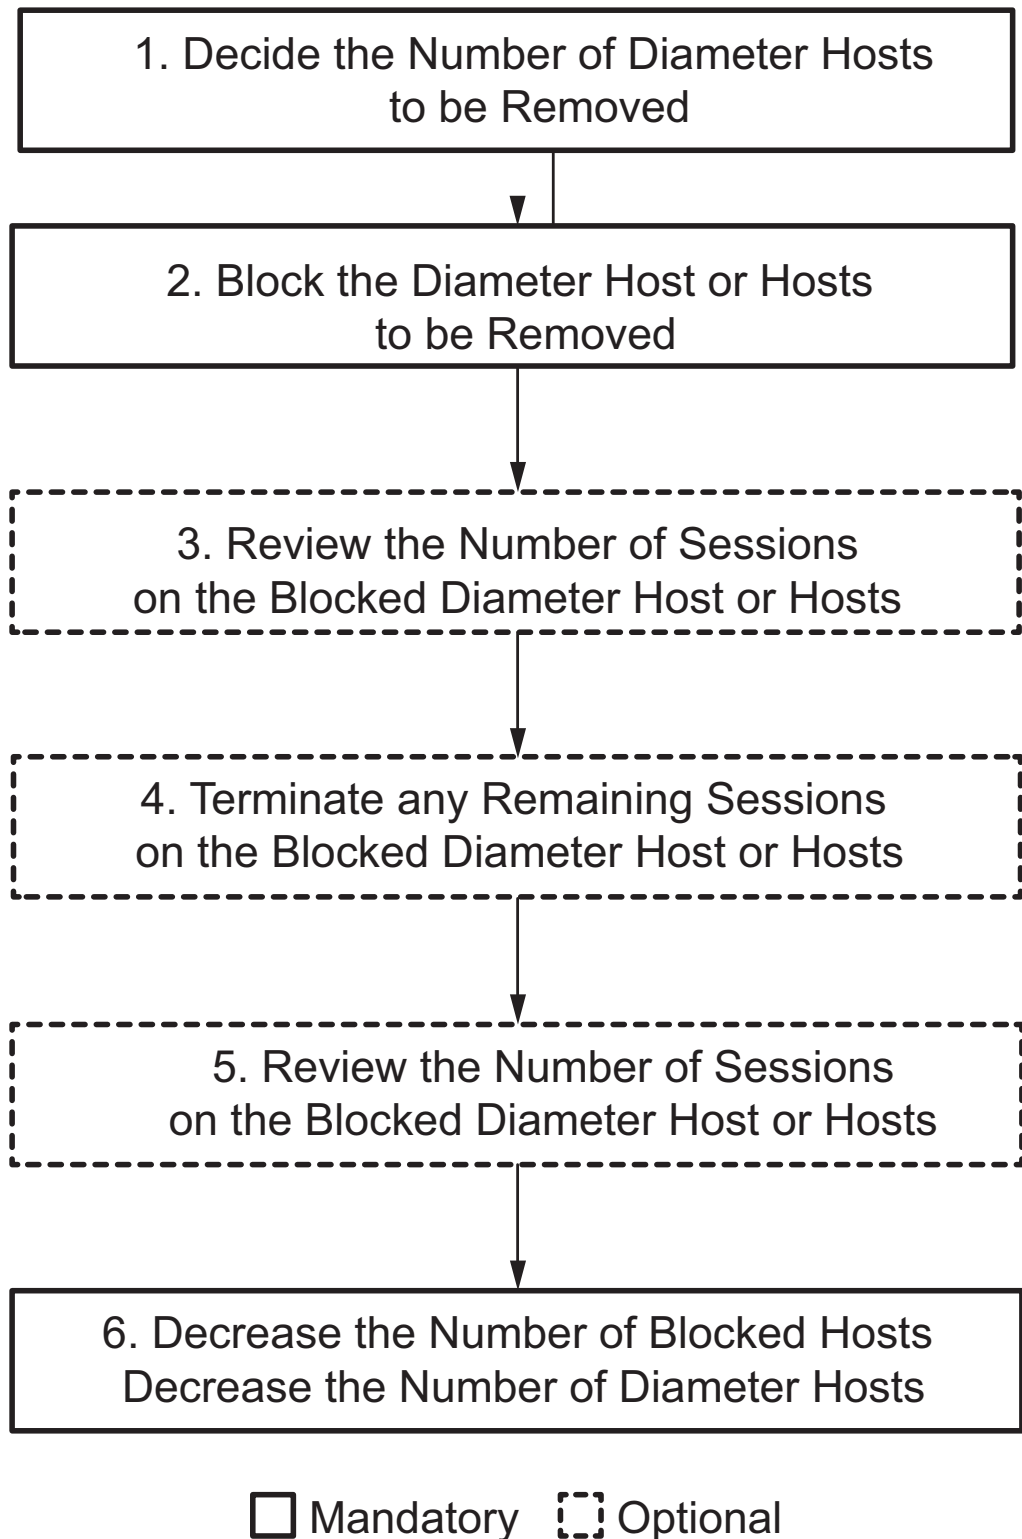 1. Decide the Number of Diameter Hosts
to be Removed
2. Block the Diameter Host or Hosts
to be Removed
3. Review the Number of Sessions
on the Blocked Diameter Host or Hosts
4. Terminate any Remaining Sessions
on the Blocked Diameter Host or Hosts
5. Review the Number of Sessions
on the Blocked Diameter Host or Hosts
6. Decrease the Number of Blocked Hosts
Decrease the Number of Diameter Hosts
Mandatory Optional